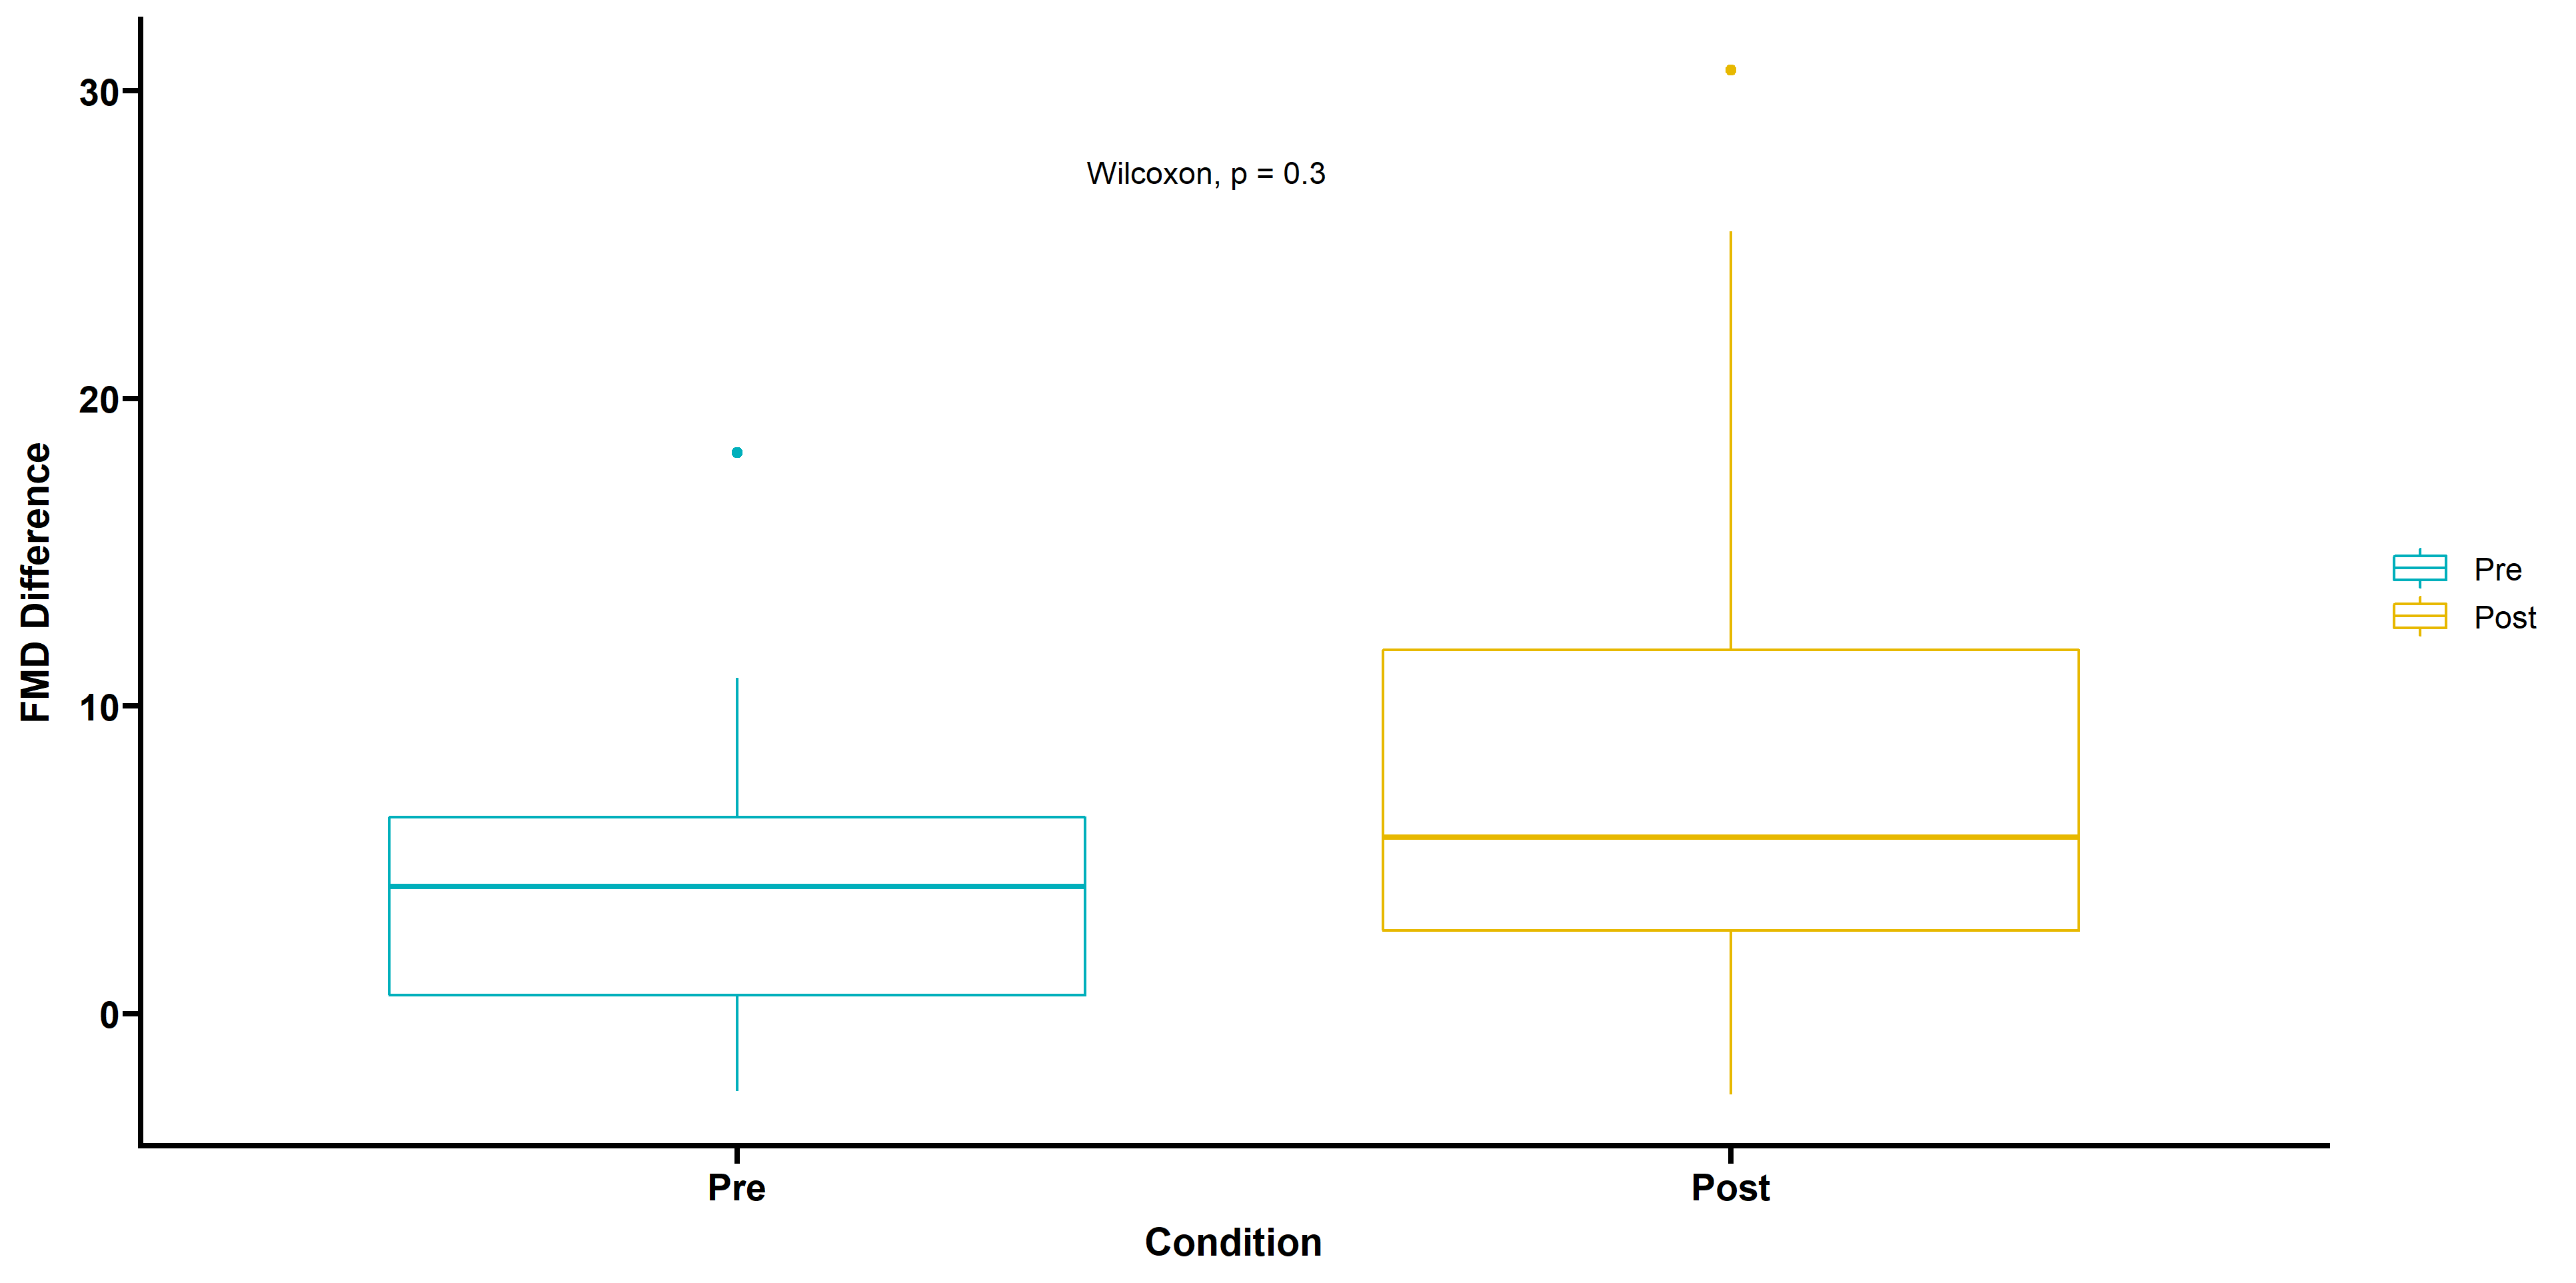 30
20
10
0
FMD Difference
Wilcoxon, p = 0.3
Pre
Post
Condition
Pre
Post